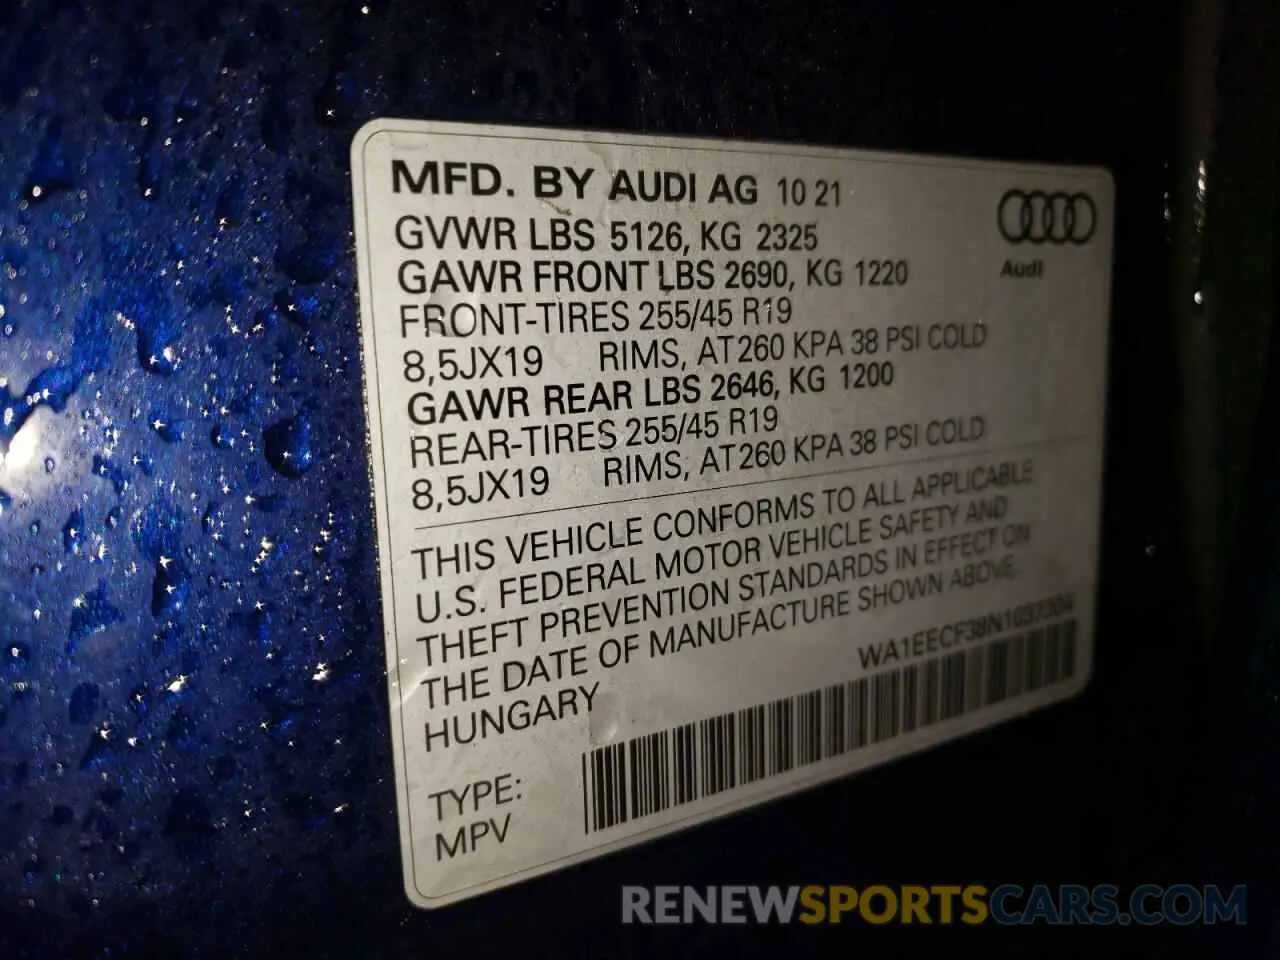 MFD. BY AUDI AG 10 21
Audi
GVWR LBS 5126, KG 2325
GAWR FRONT LBS 2690, KG 1220
FRONT-TIRES 255/45 R19
8,5JX19 RIMS, AT260 KPA 38 PSI COLD
GAWR REAR LBS 2646, KG 1200
REAR-TIRES 255/45 R19
8,5JX19 RIMS, AT260 KPA 38 PSI COLD
THIS VEHICLE CONFORMS TO ALL APPLICABLE
U.S. FEDERAL MOTOR VEHICLE SAFETY AND
THEFT PREVENTION STANDARDS IN EFFECT ON
THE DATE OF MANUFACTURE SHOWN ABOVE.
HUNGARY
WA1EECF38N1037304
TYPE:
MPV
RENEWSPORTSCARS.COM